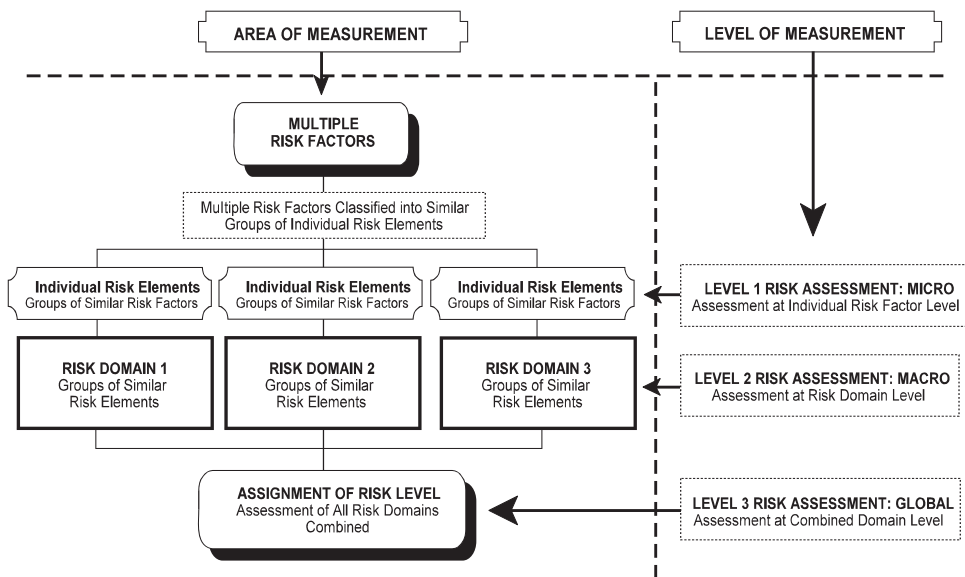 AREA OF MEASUREMENT
LEVEL OF MEASUREMENT
MULTIPLE
RISK FACTORS
Multiple Risk Factors Classified into Similar
Groups of Individual Risk Elements
Individual Risk Elements
Groups of Similar Risk Factors
Individual Risk Elements
Groups of Similar Risk Factors
Individual Risk Elements
Groups of Similar Risk Factors
LEVEL 1 RISK ASSESSMENT: MICRO
Assessment at Individual Risk Factor Level
RISK DOMAIN 1
Groups of Similar
Risk Elements
RISK DOMAIN 2
Groups of Similar
Risk Elements
RISK DOMAIN 3
Groups of Similar
Risk Elements
LEVEL 2 RISK ASSESSMENT: MACRO
Assessment at Risk Domain Level
ASSIGNMENT OF RISK LEVEL
Assessment of All Risk Domains
Combined
LEVEL 3 RISK ASSESSMENT: GLOBAL
Assessment at Combined Domain Level